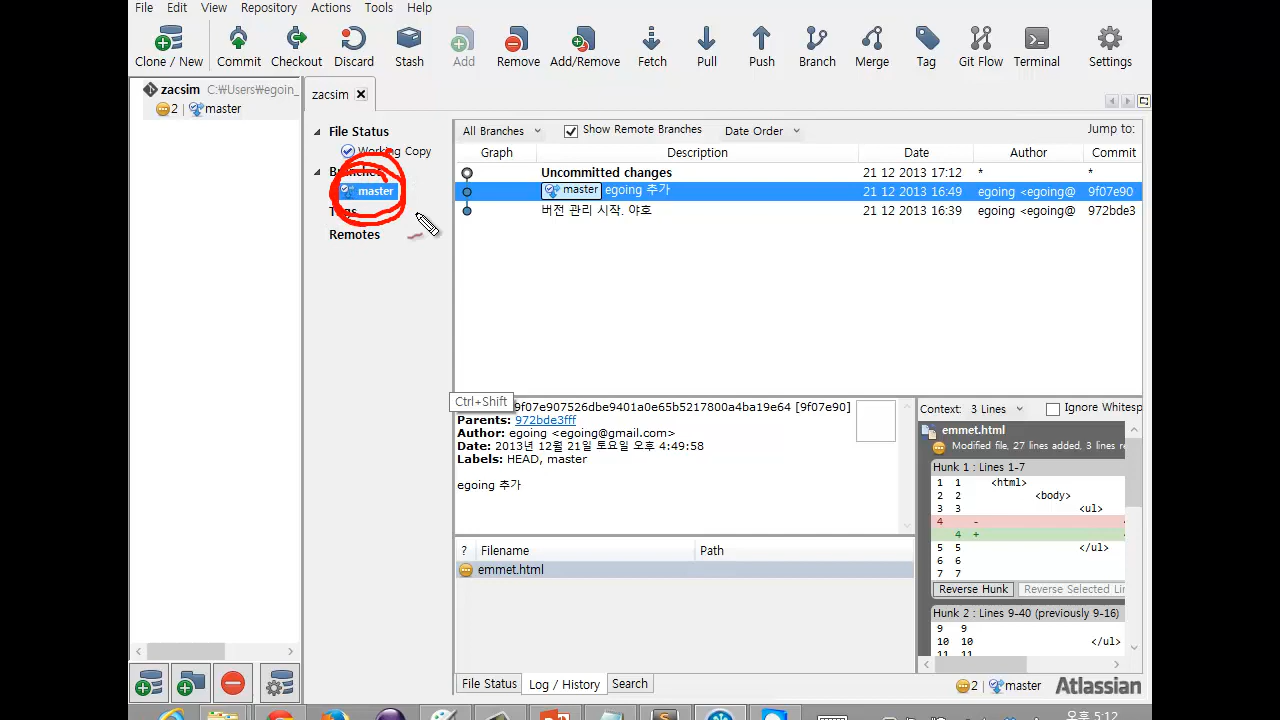 File Edit View Repository Actions Tools Help
Clone / New Commit Checkout Discard Stash Add Remove Add/Remove Fetch Pull Push Branch Merge Tag Git Flow Terminal Settings
zacsim C:\Users\egoin_
2 master
zacsim
File Status
Working Copy
Branches
master
Tags
Remotes
All Branches Show Remote Branches Date Order Jump to:
Graph Description Date Author Commit
Uncommitted changes 21 12 2013 17:12 * *
master egoing 추가 21 12 2013 16:49 egoing <egoing@ 9f07e90
버전 관리 시작. 야호 21 12 2013 16:39 egoing <egoing@ 972bde3
Ctrl+Shift
9f07e907526dbe9401a0e65b5217800a4ba19e64 [9f07e90]
Parents: 972bde3fff
Author: egoing <egoing@gmail.com>
Date: 2013년 12월 21일 토요일 오후 4:49:58
Labels: HEAD, master
egoing 추가
? Filename Path
emmet.html
Context: 3 Lines Ignore Whitesp
emmet.html
Modified file, 27 lines added, 3 lines re
Hunk 1 : Lines 1-7
1 1 <html>
2 2 <body>
3 3 <ul>
4 -
4 +
5 5 </ul>
6 6
7 7
Reverse Hunk Reverse Selected Li
Hunk 2 : Lines 9-40 (previously 9-16)
9 9
10 10 </ul>
11 11
File Status Log / History Search
2 master Atlassian
오후 5:12